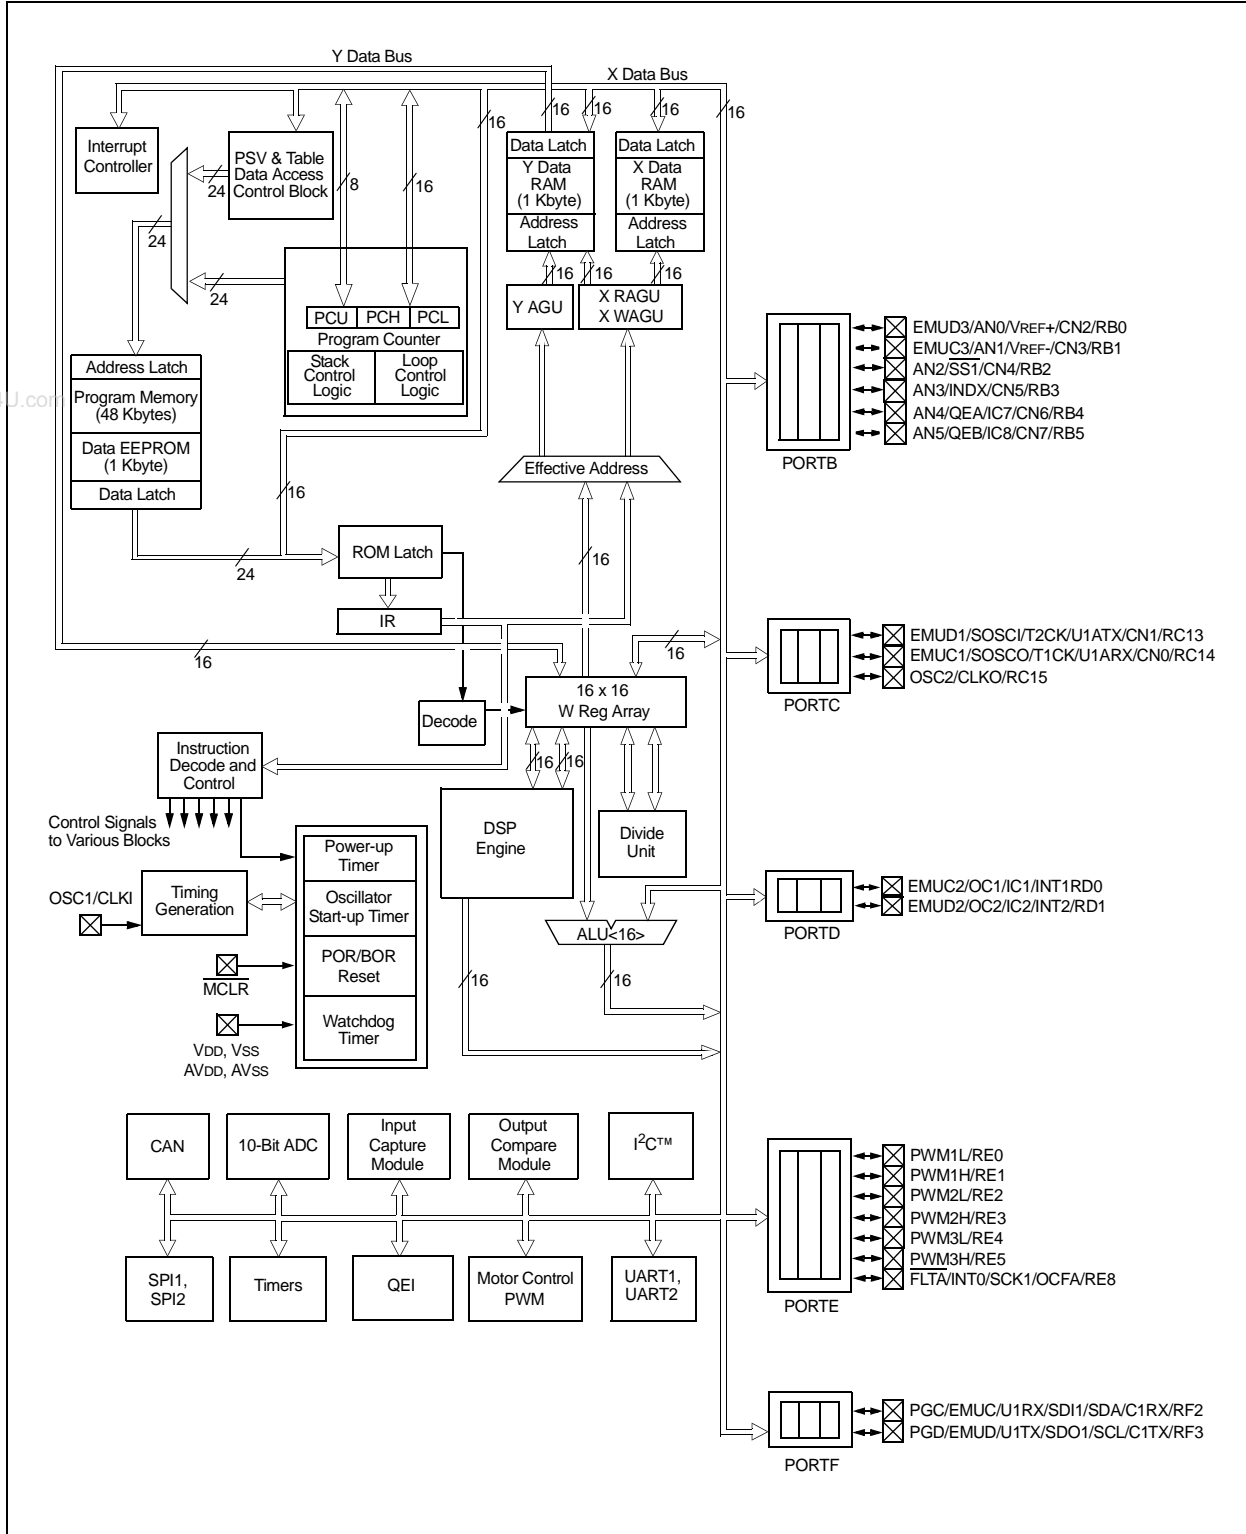 Y Data Bus
X Data Bus
16
16
16
16
16
Interrupt
Controller
PSV & Table
Data Access
Control Block
24
8
16
24
24
Data Latch
Y Data
RAM
(1 Kbyte)
Address
Latch
Data Latch
X Data
RAM
(1 Kbyte)
Address
Latch
16
16
16
Y AGU
X RAGU
X WAGU
PCU
PCH
PCL
Program Counter
Stack
Control
Logic
Loop
Control
Logic
Address Latch
Program Memory
(48 Kbytes)
Data EEPROM
(1 Kbyte)
Data Latch
U.com
Effective Address
16
24
16
ROM Latch
IR
16
16
16 x 16
W Reg Array
Decode
Instruction
Decode and
Control
Control Signals
to Various Blocks
16
16
DSP
Engine
Divide
Unit
Power-up
Timer
Oscillator
Start-up Timer
POR/BOR
Reset
Watchdog
Timer
OSC1/CLKI
Timing
Generation
MCLR
VDD, VSS
AVDD, AVSS
ALU<16>
16
16
CAN
10-Bit ADC
Input
Capture
Module
Output
Compare
Module
I²C™
SPI1,
SPI2
Timers
QEI
Motor Control
PWM
UART1,
UART2
EMUD3/AN0/VREF+/CN2/RB0
EMUC3/AN1/VREF-/CN3/RB1
AN2/SS1/CN4/RB2
AN3/INDX/CN5/RB3
AN4/QEA/IC7/CN6/RB4
AN5/QEB/IC8/CN7/RB5
PORTB
EMUD1/SOSCI/T2CK/U1ATX/CN1/RC13
EMUC1/SOSCO/T1CK/U1ARX/CN0/RC14
OSC2/CLKO/RC15
PORTC
EMUC2/OC1/IC1/INT1RD0
EMUD2/OC2/IC2/INT2/RD1
PORTD
PWM1L/RE0
PWM1H/RE1
PWM2L/RE2
PWM2H/RE3
PWM3L/RE4
PWM3H/RE5
FLTA/INT0/SCK1/OCFA/RE8
PORTE
PGC/EMUC/U1RX/SDI1/SDA/C1RX/RF2
PGD/EMUD/U1TX/SDO1/SCL/C1TX/RF3
PORTF